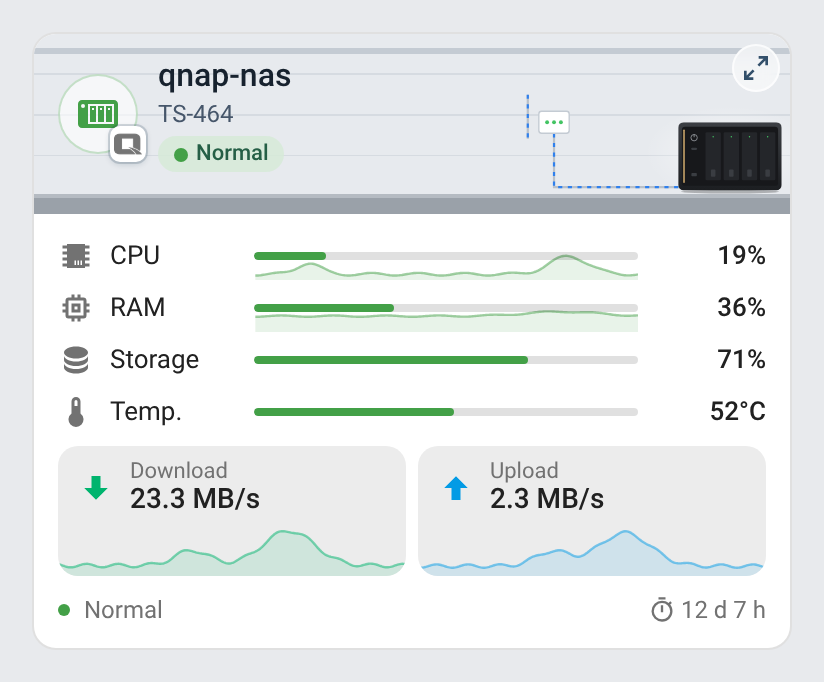 qnap-nas
TS-464
Normal
CPU 19%
RAM 36%
Storage 71%
Temp. 52°C
Download
23.3 MB/s
Upload
2.3 MB/s
Normal
12 d 7 h